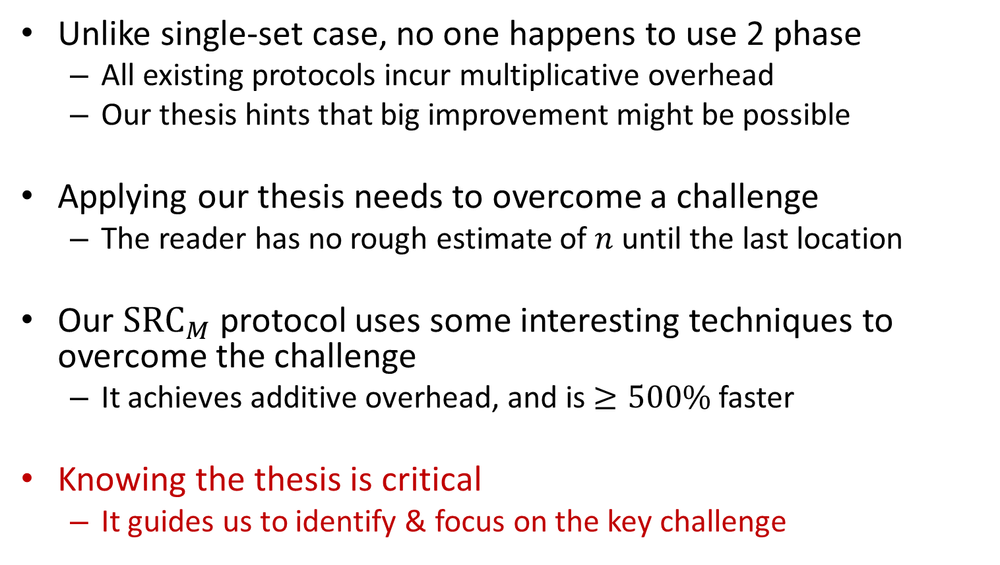 • Unlike single-set case, no one happens to use 2 phase
– All existing protocols incur multiplicative overhead
– Our thesis hints that big improvement might be possible
• Applying our thesis needs to overcome a challenge
– The reader has no rough estimate of n until the last location
• Our SRC_M protocol uses some interesting techniques to
overcome the challenge
– It achieves additive overhead, and is ≥ 500% faster
• Knowing the thesis is critical
– It guides us to identify & focus on the key challenge